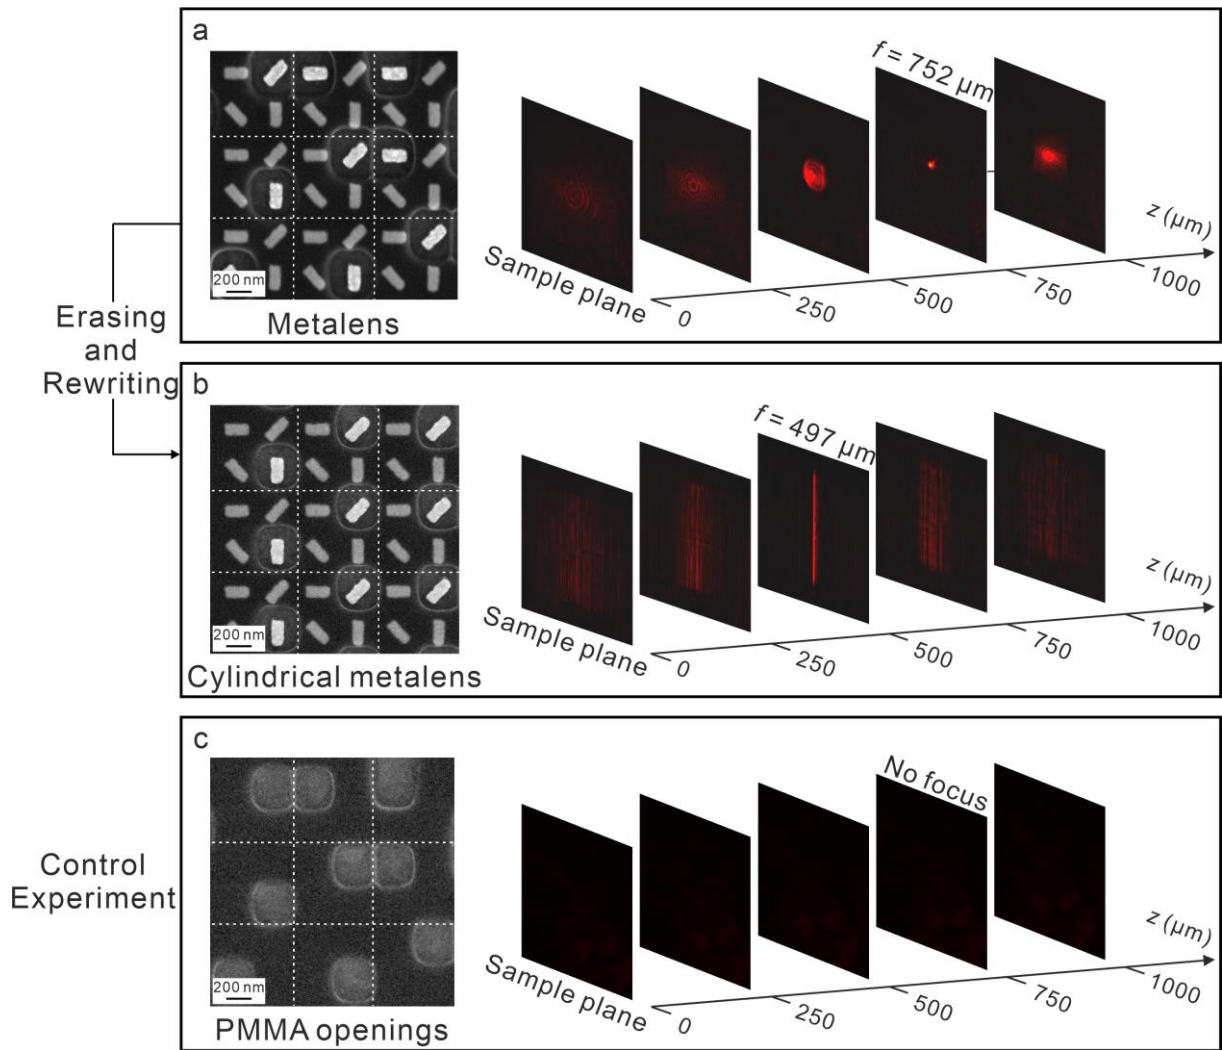 a
f = 752 μm
z (μm)
Sample plane
0
250
500
750
1000
200 nm
Metalens
Erasing
and
Rewriting
b
f = 497 μm
z (μm)
Sample plane
0
250
500
750
1000
200 nm
Cylindrical metalens
c
No focus
Control
Experiment
z (μm)
Sample plane
0
250
500
750
1000
200 nm
PMMA openings